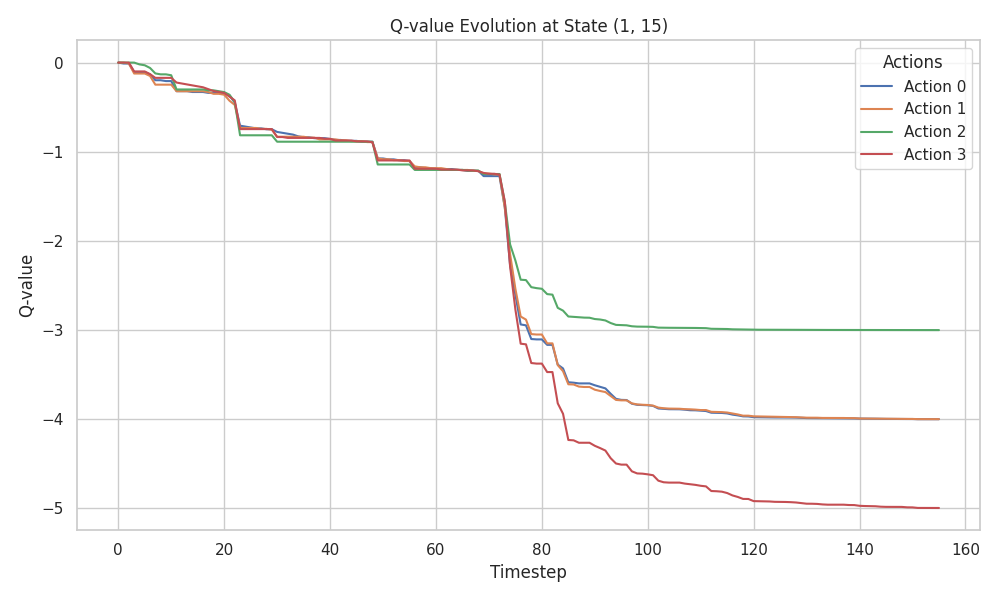 Q-value Evolution at State (1, 15)
Actions
Action 0
Action 1
Action 2
Action 3
Q-value
0
−1
−2
−3
−4
−5
0 20 40 60 80 100 120 140 160
Timestep